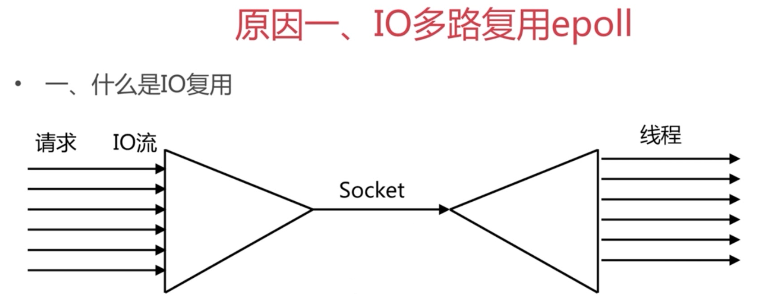 原因一、IO多路复用epoll
• 一、什么是IO复用
请求 IO流 线程
Socket